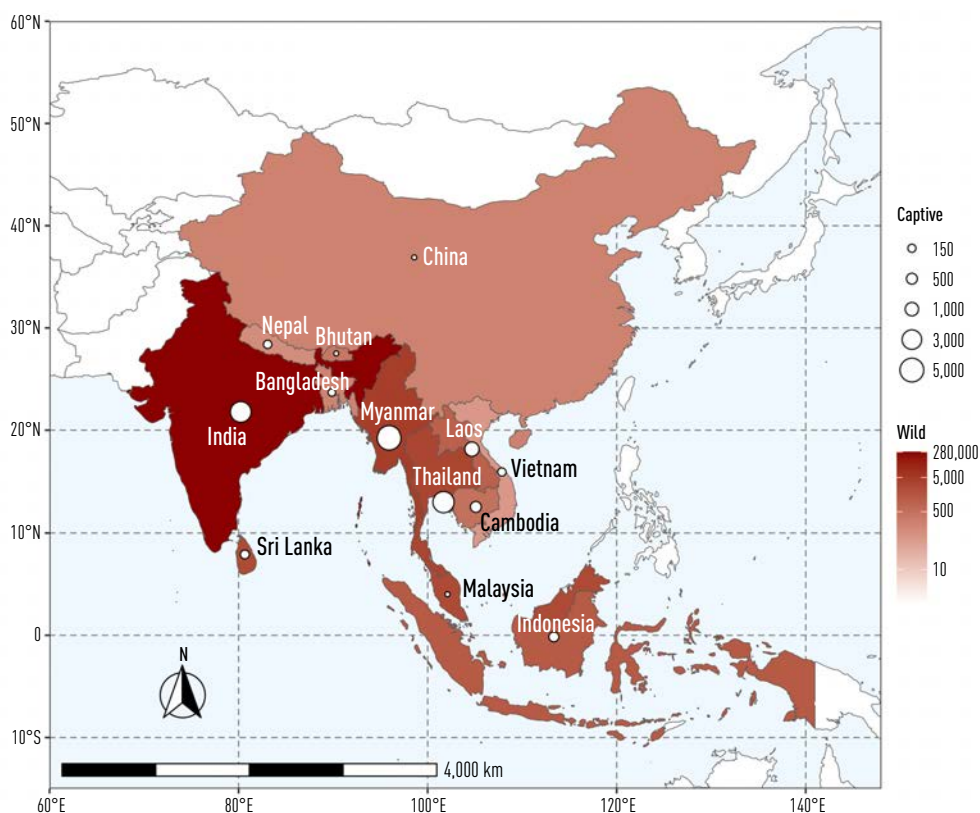 60°N
50°N
40°N
30°N
20°N
10°N
0
10°S
60°E
80°E
100°E
120°E
140°E
China
Nepal
Bhutan
Bangladesh
India
Myanmar
Laos
Thailand
Vietnam
Cambodia
Sri Lanka
Malaysia
Indonesia
N
4,000 km
Captive
150
500
1,000
3,000
5,000
Wild
280,000
5,000
500
10